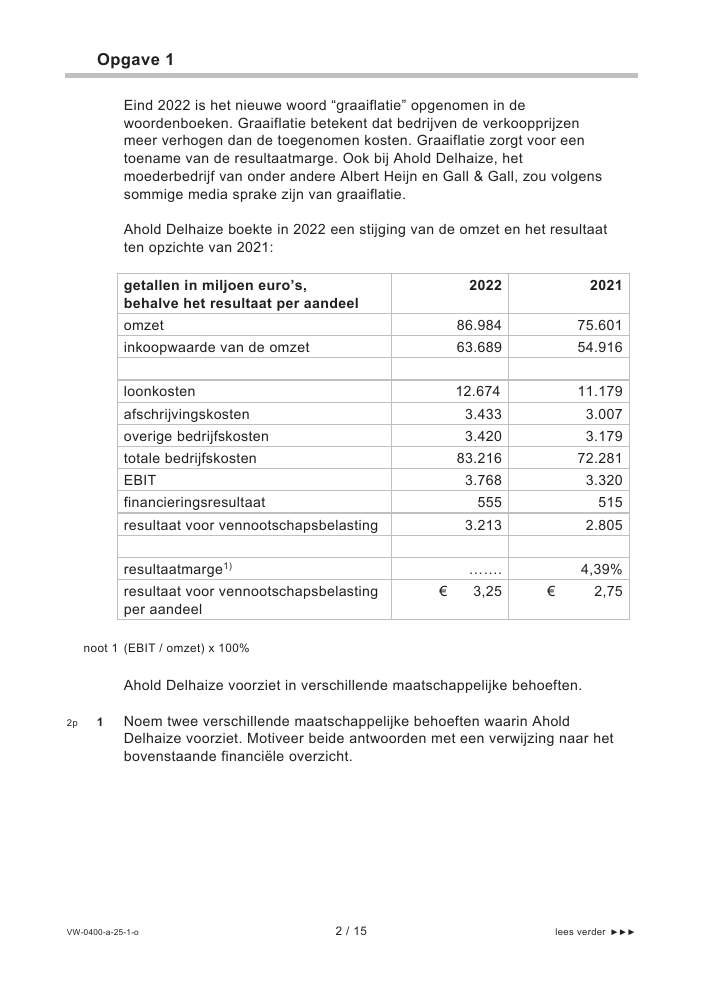 Opgave 1
Eind 2022 is het nieuwe woord “graaiflatie” opgenomen in de
woordenboeken. Graaiflatie betekent dat bedrijven de verkoopprijzen
meer verhogen dan de toegenomen kosten. Graaiflatie zorgt voor een
toename van de resultaatmarge. Ook bij Ahold Delhaize, het
moederbedrijf van onder andere Albert Heijn en Gall & Gall, zou volgens
sommige media sprake zijn van graaiflatie.
Ahold Delhaize boekte in 2022 een stijging van de omzet en het resultaat
ten opzichte van 2021:
getallen in miljoen euro’s, 2022 2021
behalve het resultaat per aandeel
omzet 86.984 75.601
inkoopwaarde van de omzet 63.689 54.916
loonkosten 12.674 11.179
afschrijvingskosten 3.433 3.007
overige bedrijfskosten 3.420 3.179
totale bedrijfskosten 83.216 72.281
EBIT 3.768 3.320
financieringsresultaat 555 515
resultaat voor vennootschapsbelasting 3.213 2.805
resultaatmarge1) ....... 4,39%
resultaat voor vennootschapsbelasting € 3,25 € 2,75
per aandeel
noot 1 (EBIT / omzet) x 100%
Ahold Delhaize voorziet in verschillende maatschappelijke behoeften.
2p 1 Noem twee verschillende maatschappelijke behoeften waarin Ahold
Delhaize voorziet. Motiveer beide antwoorden met een verwijzing naar het
bovenstaande financiële overzicht.
VW-0400-a-25-1-o 2 / 15 lees verder ►►►